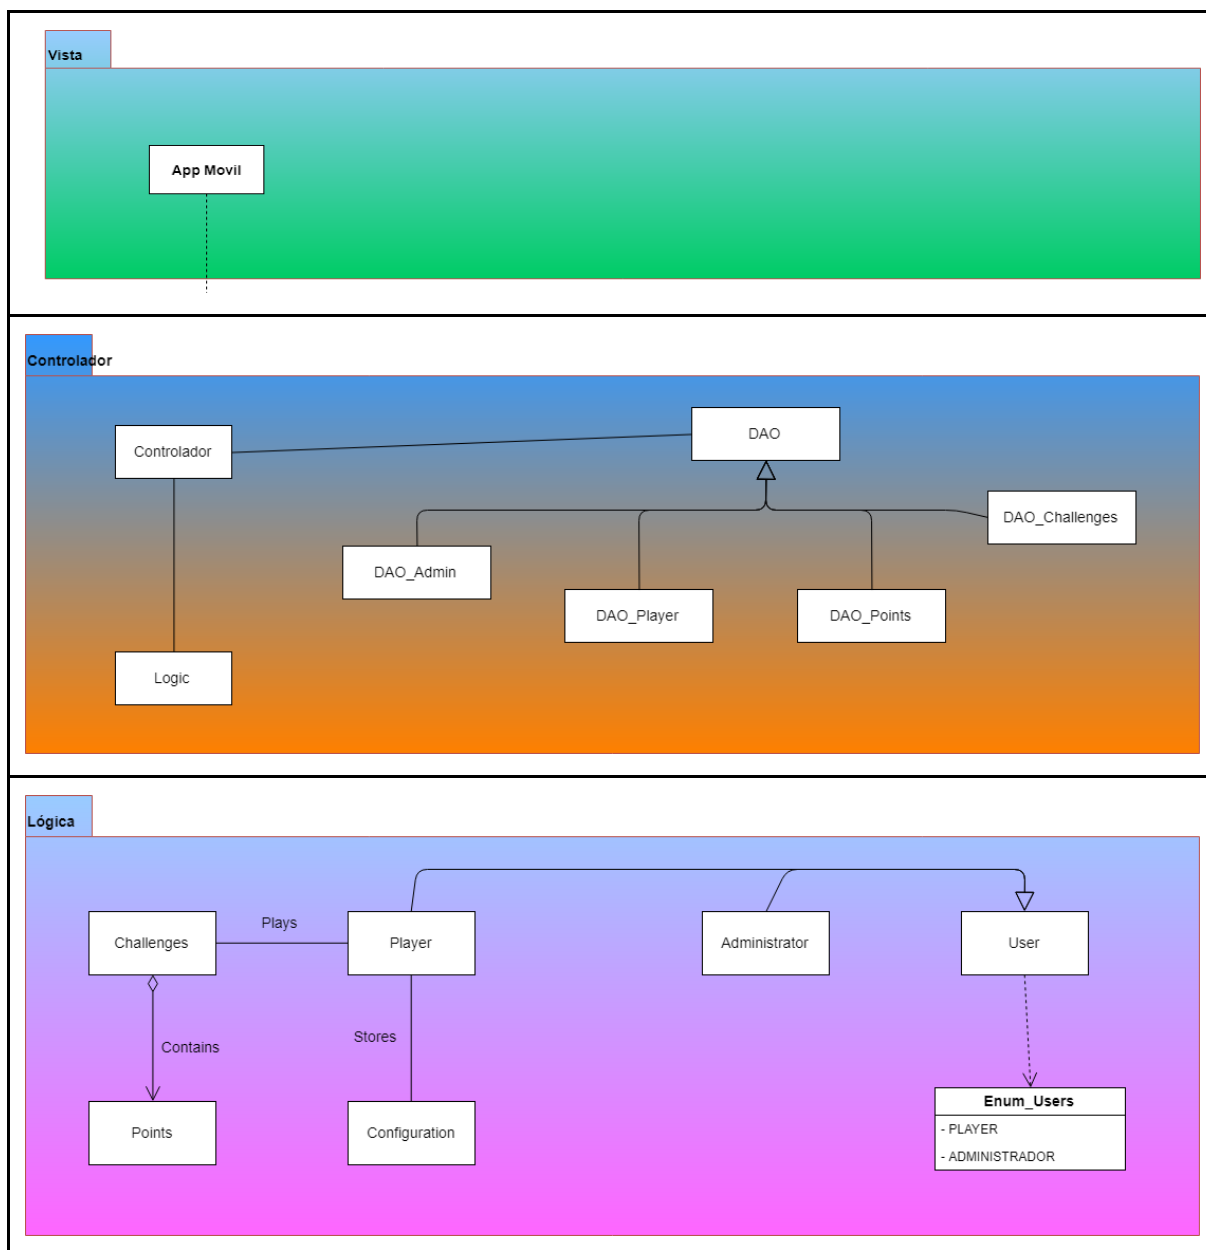 Vista
App Movil
Controlador
Controlador
DAO
DAO_Challenges
DAO_Admin
DAO_Player
DAO_Points
Logic
Lógica
Plays
Challenges
Player
Administrator
User
Stores
Contains
Points
Configuration
Enum_Users
- PLAYER
- ADMINISTRADOR